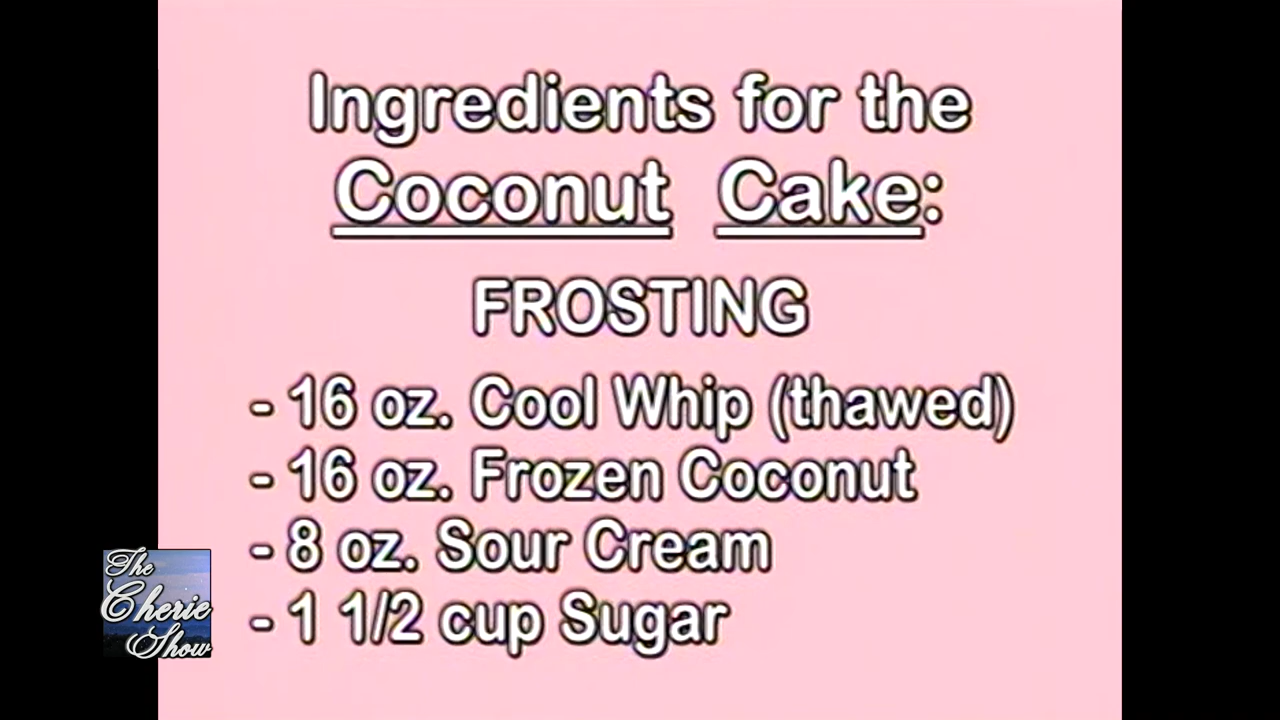 Ingredients for the
Coconut Cake:
FROSTING
- 16 oz. Cool Whip (thawed)
- 16 oz. Frozen Coconut
- 8 oz. Sour Cream
- 1 1/2 cup Sugar
The
Cherie
Show